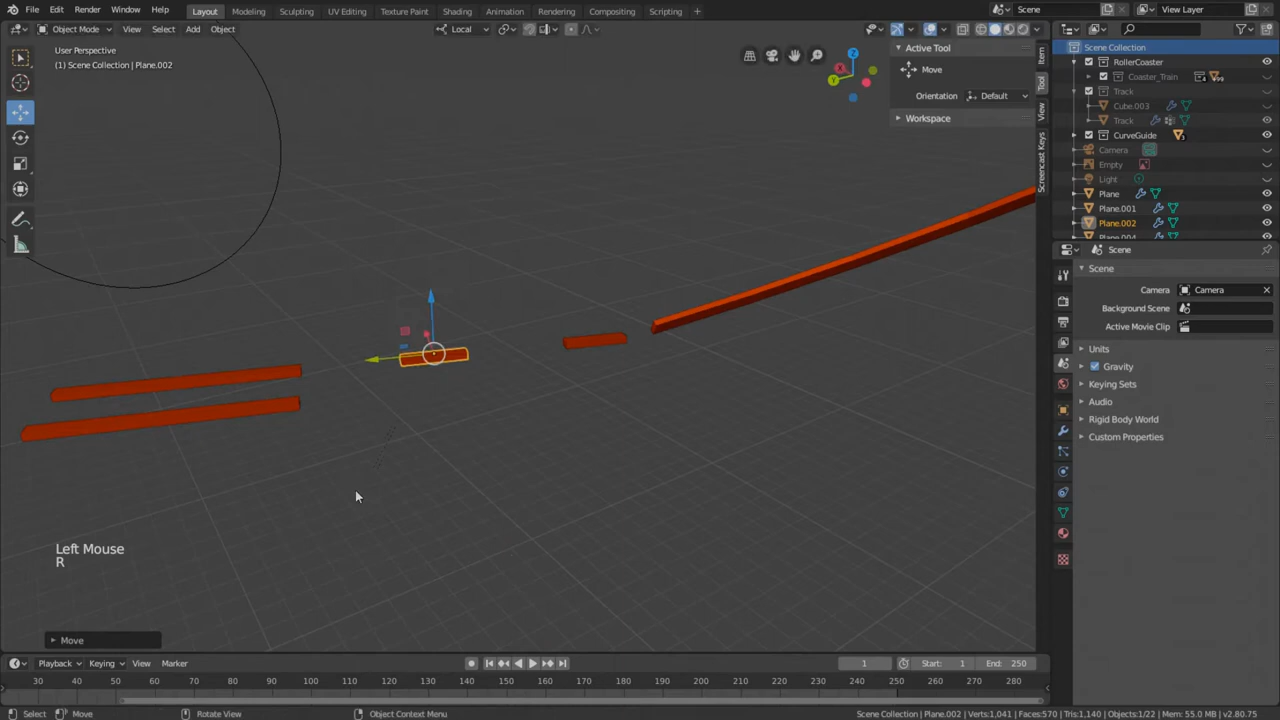 File Edit Render Window Help Layout Modeling Sculpting UV Editing Texture Paint Shading Animation Rendering Compositing Scripting + Scene View Layer
Object Mode View Select Add Object Local
User Perspective
(1) Scene Collection | Plane.002
Z
X
Y
Active Tool
Move
Orientation Default
Workspace
Item
Tool
View
Screencast Keys
Scene Collection
RollerCoaster
Coaster_Train
Track
Cube.003
Track
CurveGuide
Camera
Empty
Light
Plane
Plane.001
Plane.002
Plane.004
Scene
Scene
Camera Camera
Background Scene
Active Movie Clip
Units
Gravity
Keying Sets
Audio
Rigid Body World
Custom Properties
Left Mouse
R
Move
Playback Keying View Marker 1 Start: 1 End: 250
30 40 50 60 70 80 90 100 110 120 130 140 150 160 170 180 190 200 210 220 230 240 250 260 270 280
Select Move Rotate View Object Context Menu Scene Collection | Plane.002 | Verts:1,041 | Faces:570 | Tris:1,140 | Objects:1/22 | Mem: 55.0 MB | v2.80.75